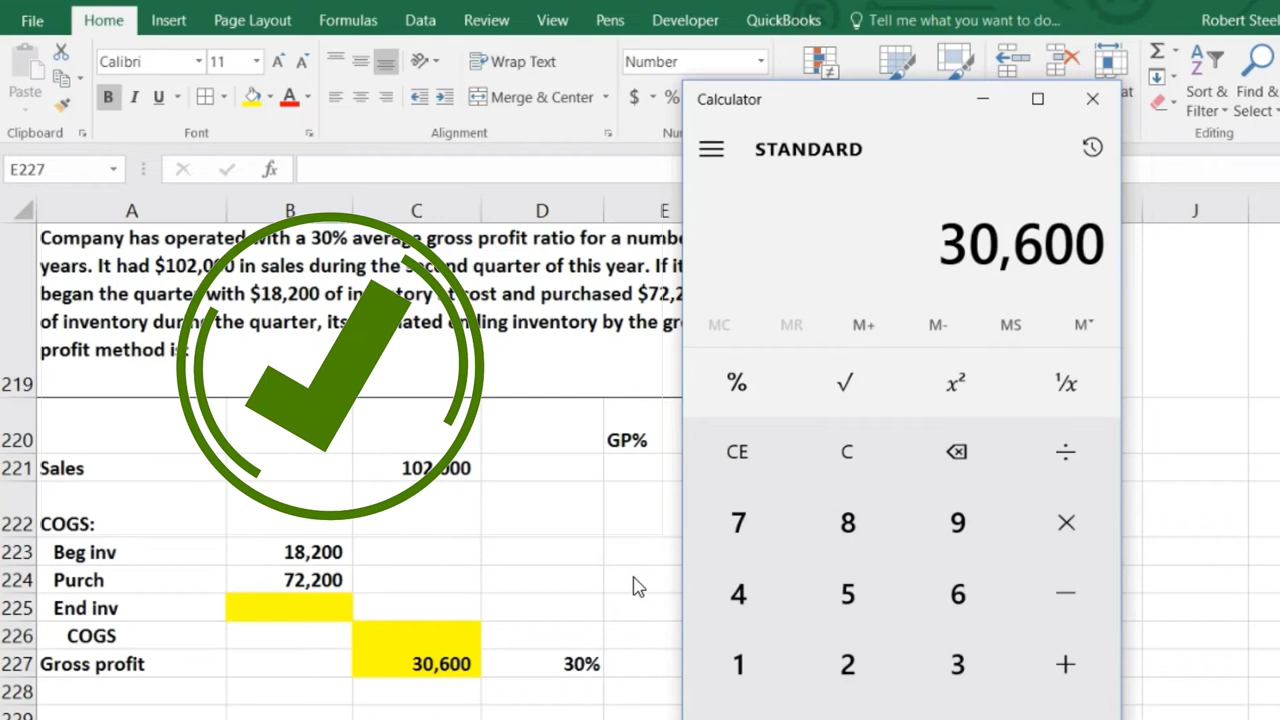 File Home Insert Page Layout Formulas Data Review View Pens Developer QuickBooks Tell me what you want to do... Robert Steel
Calibri 11 Wrap Text Number
Paste B I U Merge & Center $ % Sort & Find &
Filter Select
Clipboard Font Alignment Editing
E227 fx
A B C D E J
Company has operated with a 30% average gross profit ratio for a numbe
years. It had $102,000 in sales during the second quarter of this year. If it
began the quarter with $18,200 of inventory at cost and purchased $72,2
of inventory during the quarter, its estimated ending inventory by the gr
profit method is:
219
220 GP%
221 Sales 102,000
222 COGS:
223 Beg inv 18,200
224 Purch 72,200
225 End inv
226 COGS
227 Gross profit 30,600 30%
228
229
Calculator
STANDARD
30,600
MC MR M+ M- MS M˅
% √ x² ¹/x
CE C ÷
7 8 9 ×
4 5 6 −
1 2 3 +